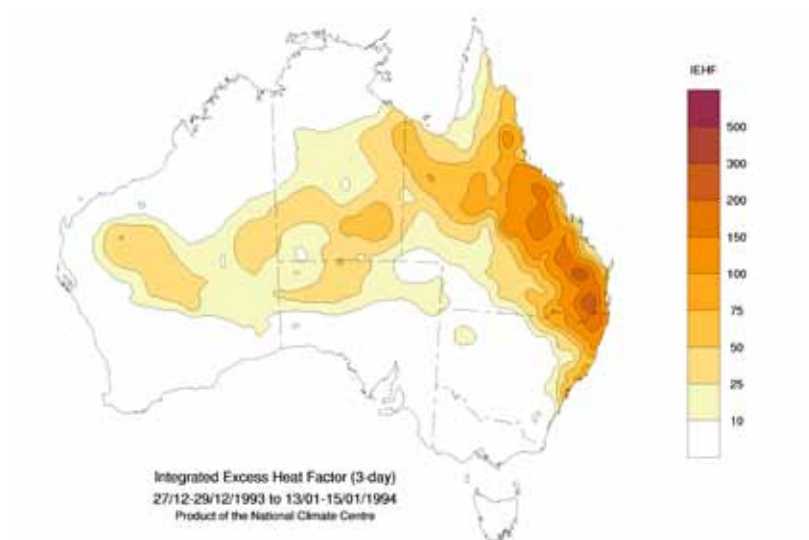 IEHF
500
300
200
150
100
75
50
25
10
Integrated Excess Heat Factor (3-day)
27/12-29/12/1993 to 13/01-15/01/1994
Product of the National Climate Centre